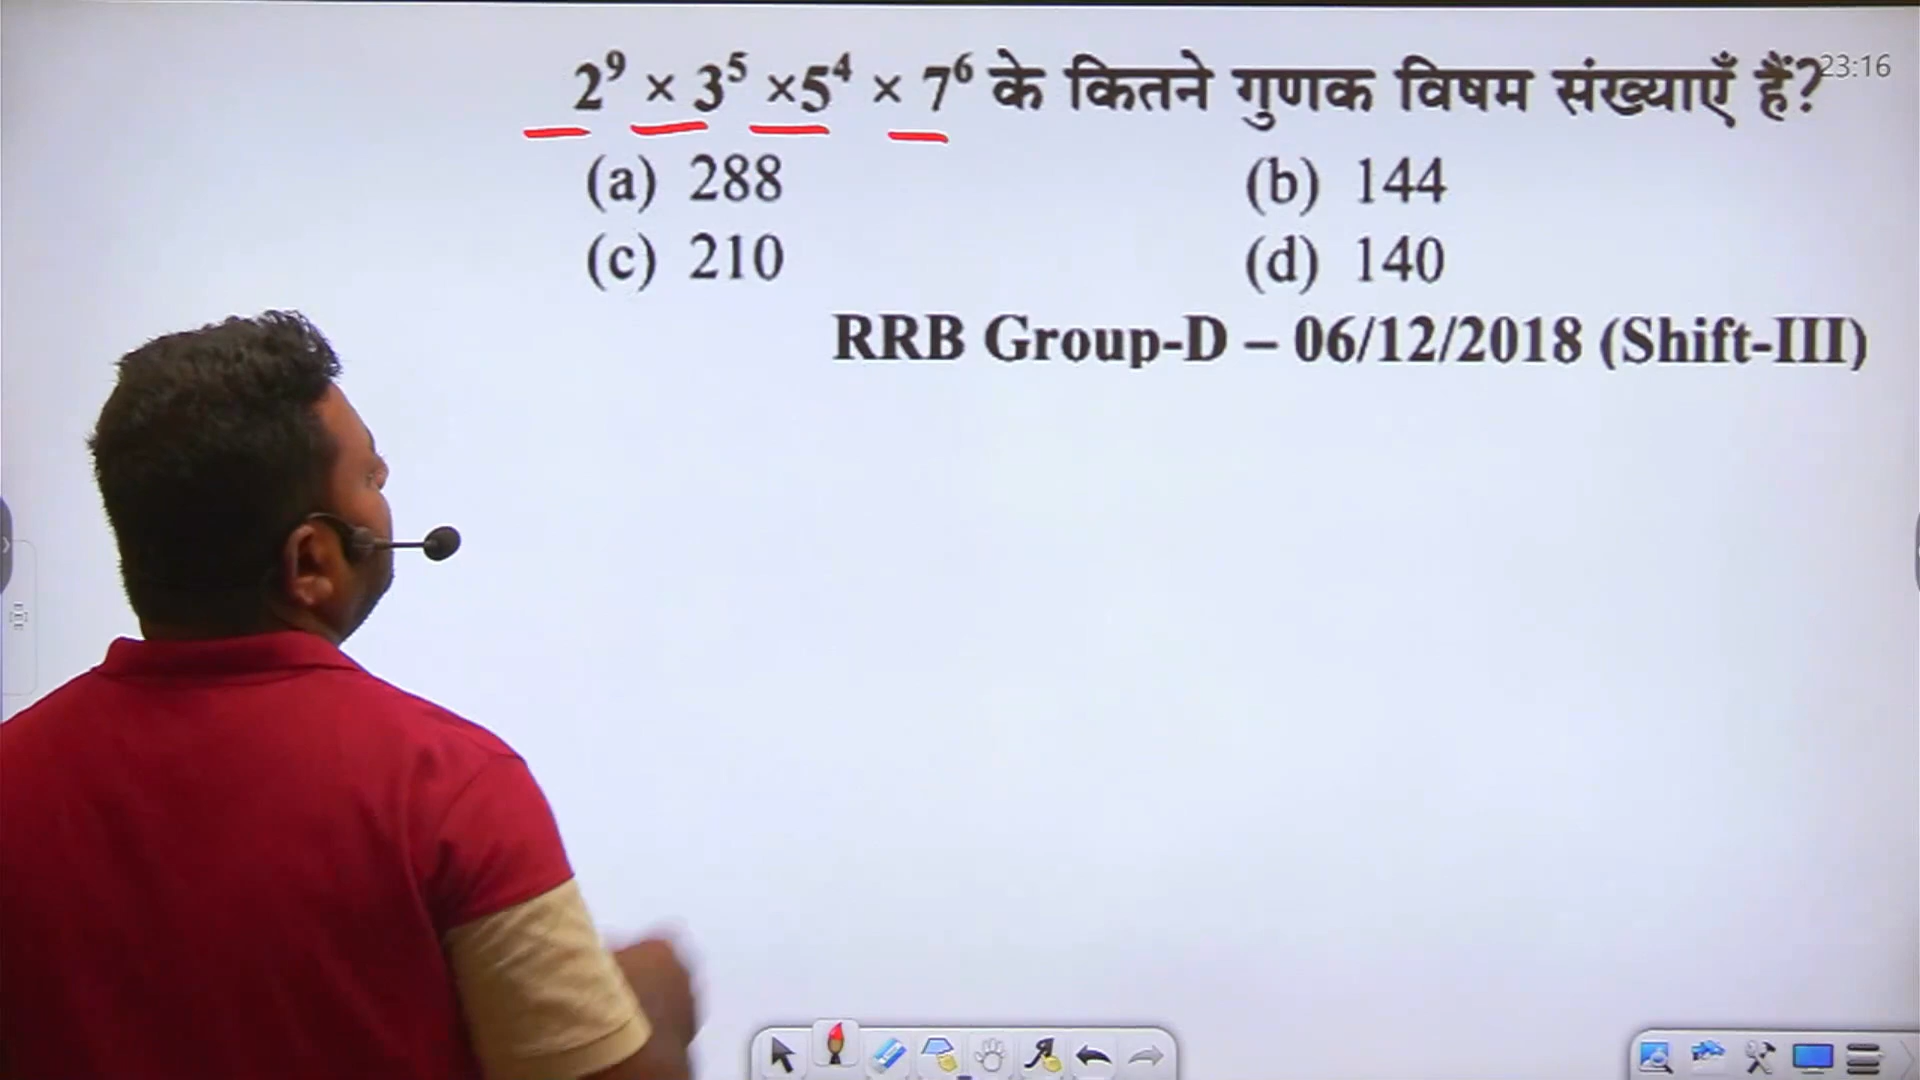 2⁹ × 3⁵ ×5⁴ × 7⁶ के कितने गुणक विषम संख्याएँ हैं?
23:16
(a) 288
(b) 144
(c) 210
(d) 140
RRB Group-D – 06/12/2018 (Shift-III)